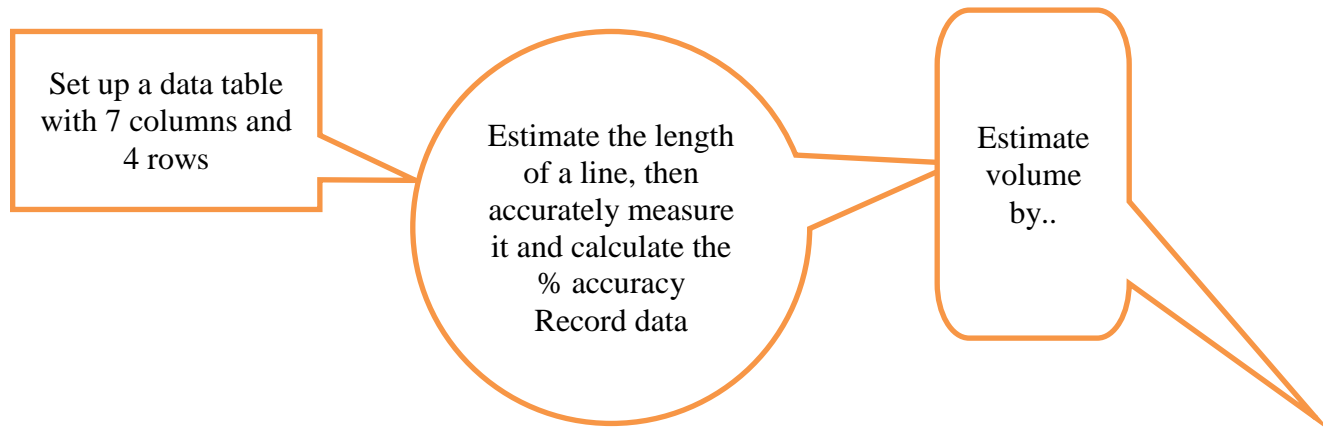 Set up a data table
with 7 columns and
4 rows
Estimate the length
of a line, then
accurately measure
it and calculate the
% accuracy
Record data
Estimate
volume
by..